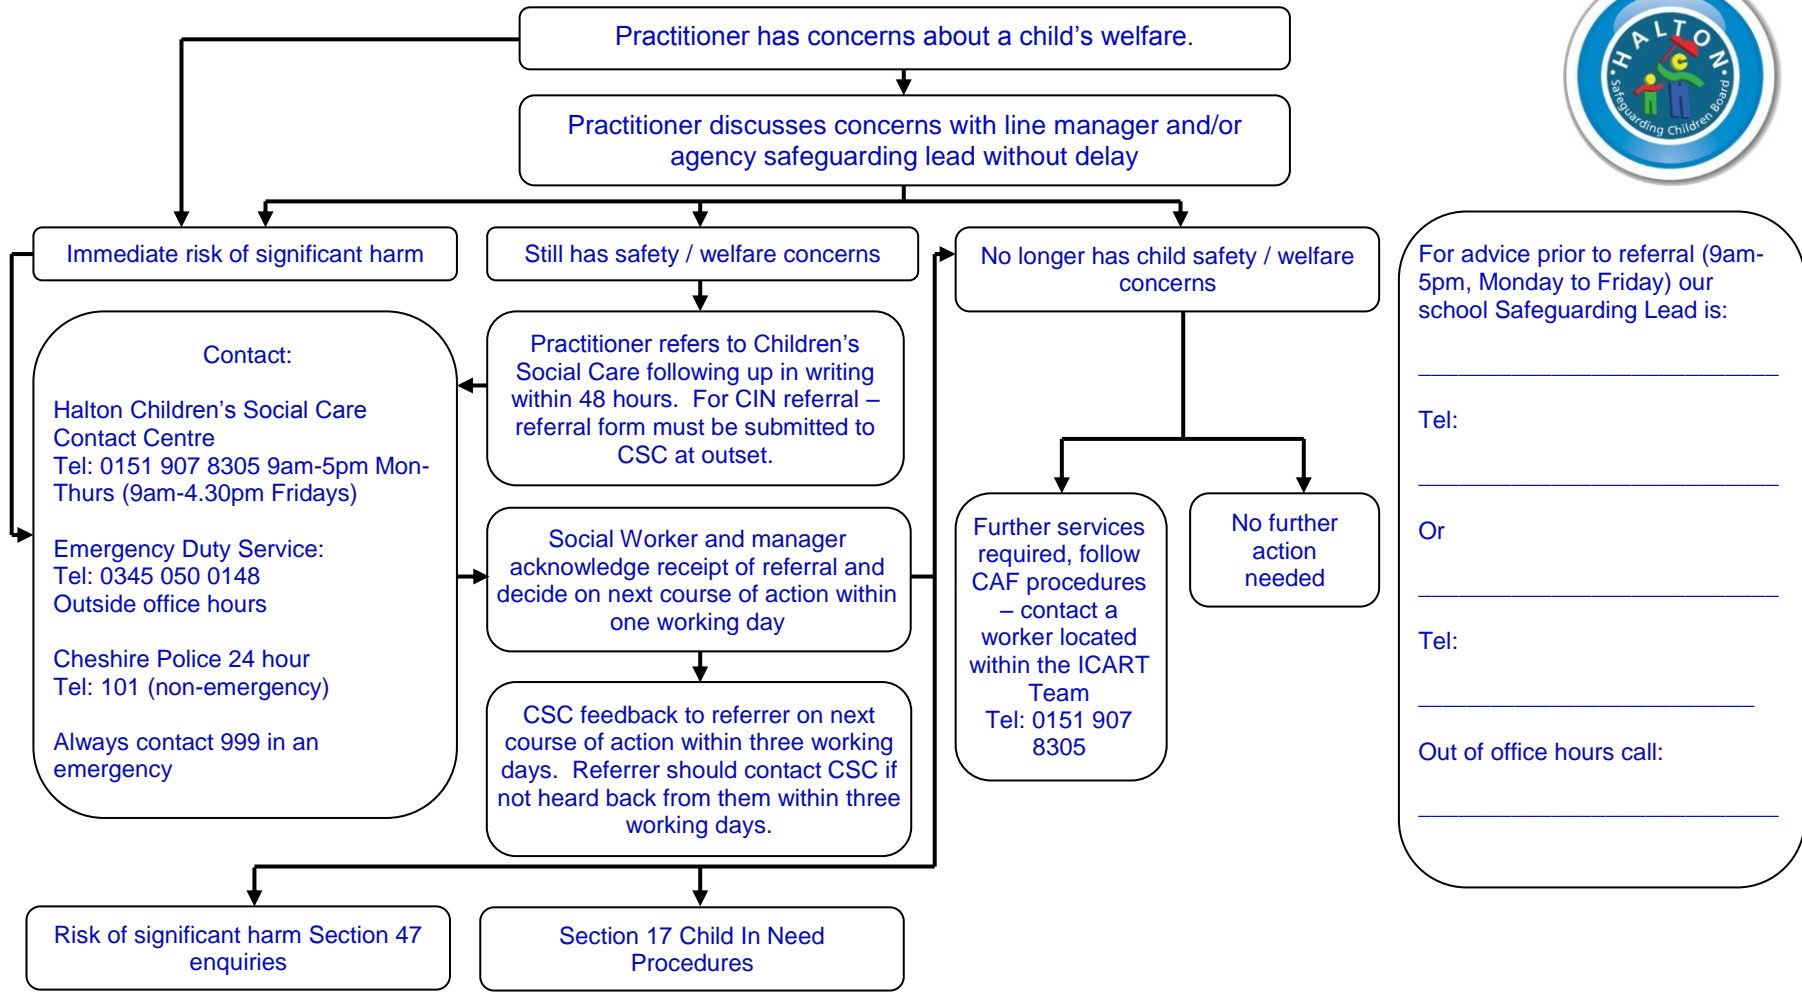 Practitioner has concerns about a child’s welfare.
Practitioner discusses concerns with line manager and/or
agency safeguarding lead without delay
HALTON
Safeguarding Children Board
Immediate risk of significant harm
Still has safety / welfare concerns
No longer has child safety / welfare
concerns
Contact:
Halton Children’s Social Care
Contact Centre
Tel: 0151 907 8305 9am-5pm Mon-
Thurs (9am-4.30pm Fridays)
Emergency Duty Service:
Tel: 0345 050 0148
Outside office hours
Cheshire Police 24 hour
Tel: 101 (non-emergency)
Always contact 999 in an
emergency
Practitioner refers to Children’s
Social Care following up in writing
within 48 hours.  For CIN referral –
referral form must be submitted to
CSC at outset.
Social Worker and manager
acknowledge receipt of referral and
decide on next course of action within
one working day
CSC feedback to referrer on next
course of action within three working
days.  Referrer should contact CSC if
not heard back from them within three
working days.
Further services
required, follow
CAF procedures
– contact a
worker located
within the ICART
Team
Tel: 0151 907
8305
No further
action
needed
For advice prior to referral (9am-
5pm, Monday to Friday) our
school Safeguarding Lead is:
Tel:
Or
Tel:
Out of office hours call:
Risk of significant harm Section 47
enquiries
Section 17 Child In Need
Procedures